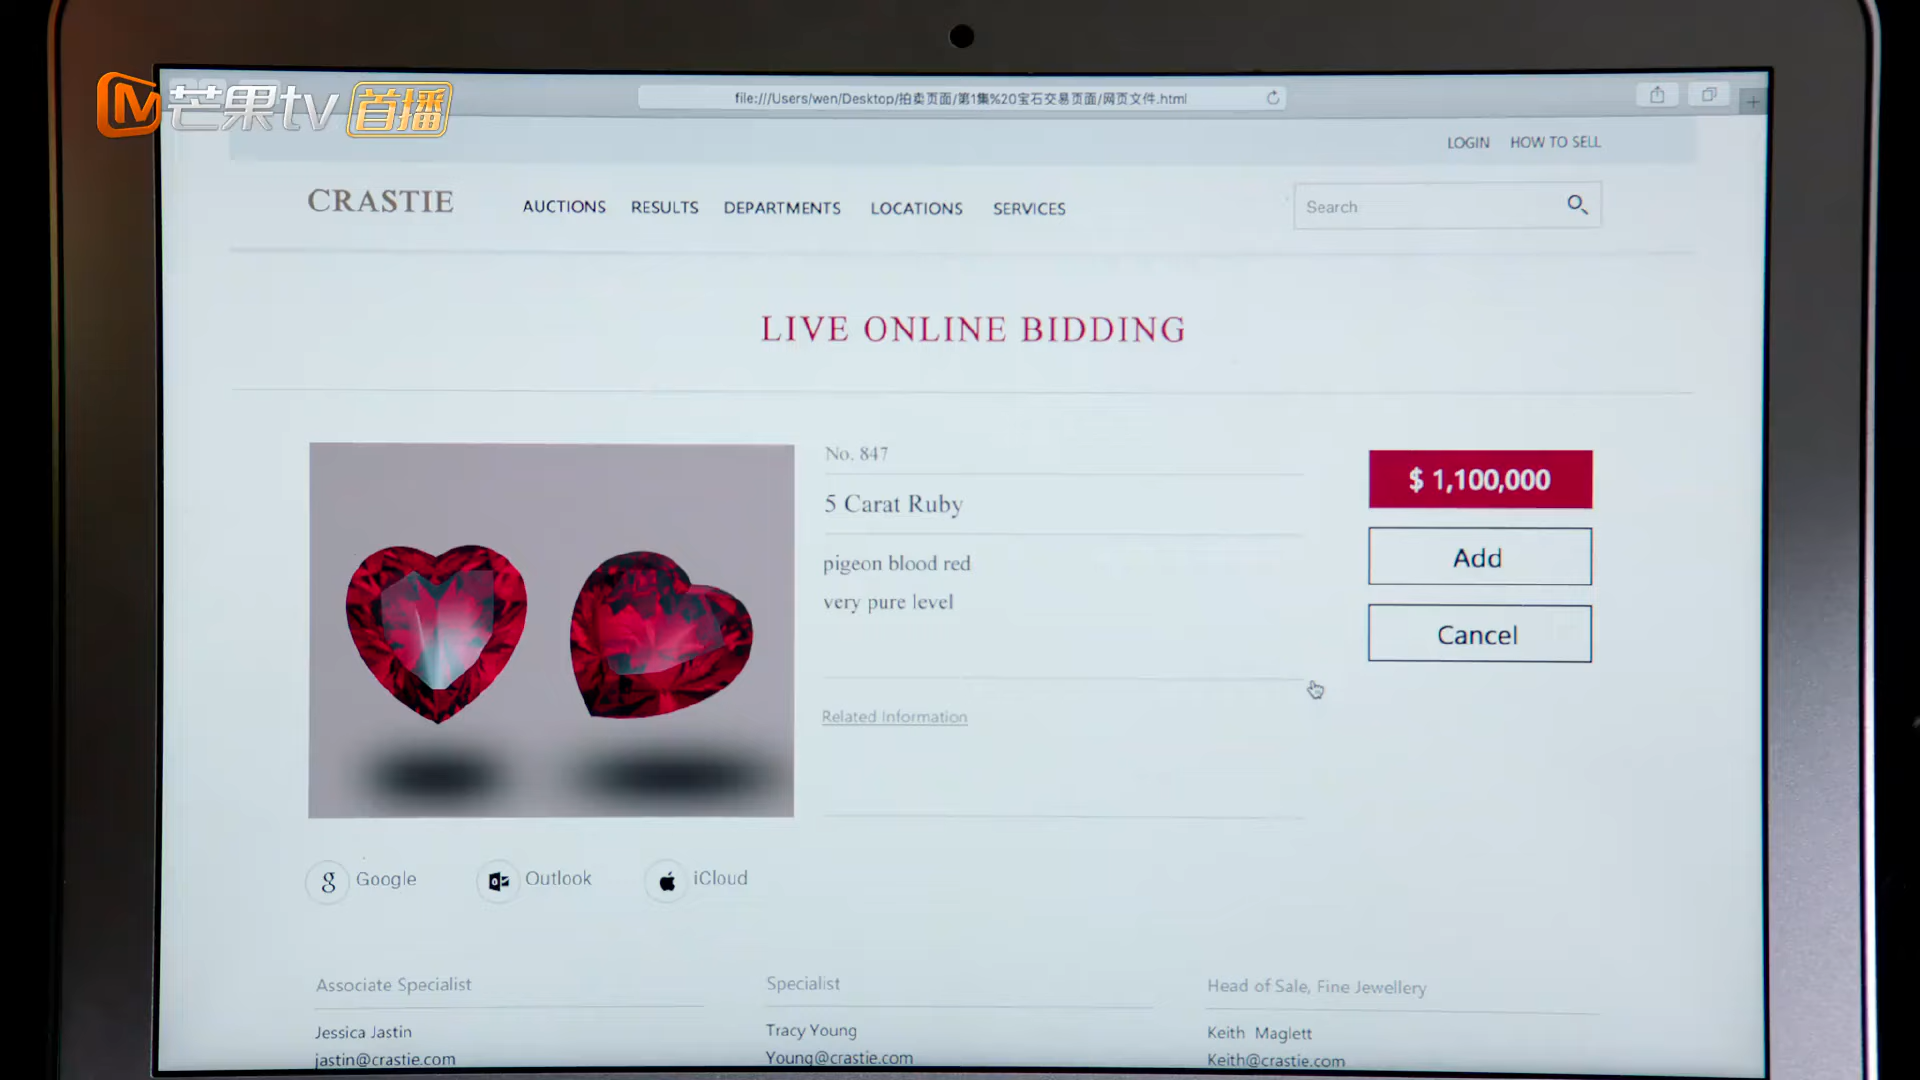 芒果tv 首播
file:///Users/wen/Desktop/拍卖页面/第1集%20宝石交易页面/网页文件.html
LOGIN HOW TO SELL
CRASTIE AUCTIONS RESULTS DEPARTMENTS LOCATIONS SERVICES Search
LIVE ONLINE BIDDING
No. 847
5 Carat Ruby
pigeon blood red
very pure level
Related Information
$ 1,100,000
Add
Cancel
Google Outlook iCloud
Associate Specialist
Jessica Jastin
jastin@crastie.com
Specialist
Tracy Young
Young@crastie.com
Head of Sale, Fine Jewellery
Keith Maglett
Keith@crastie.com